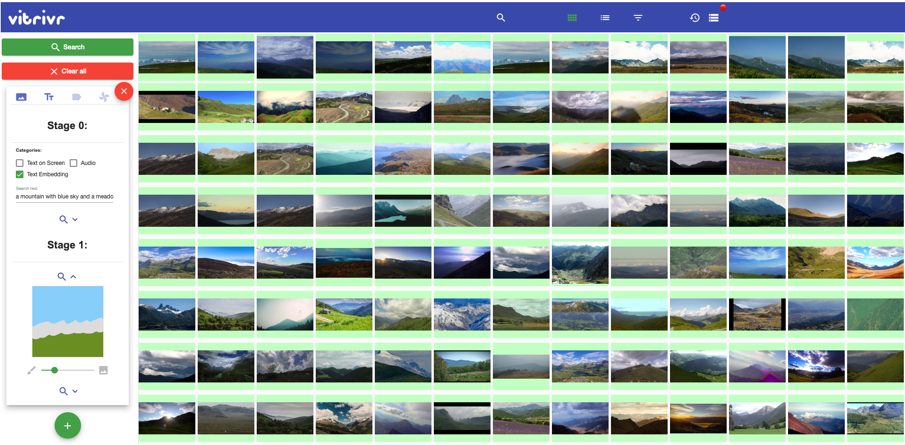 vitrivr
Search
Clear all
Stage 0:
Categories:
Text on Screen Audio
Text Embedding
Search text
a mountain with blue sky and a meado
Stage 1: